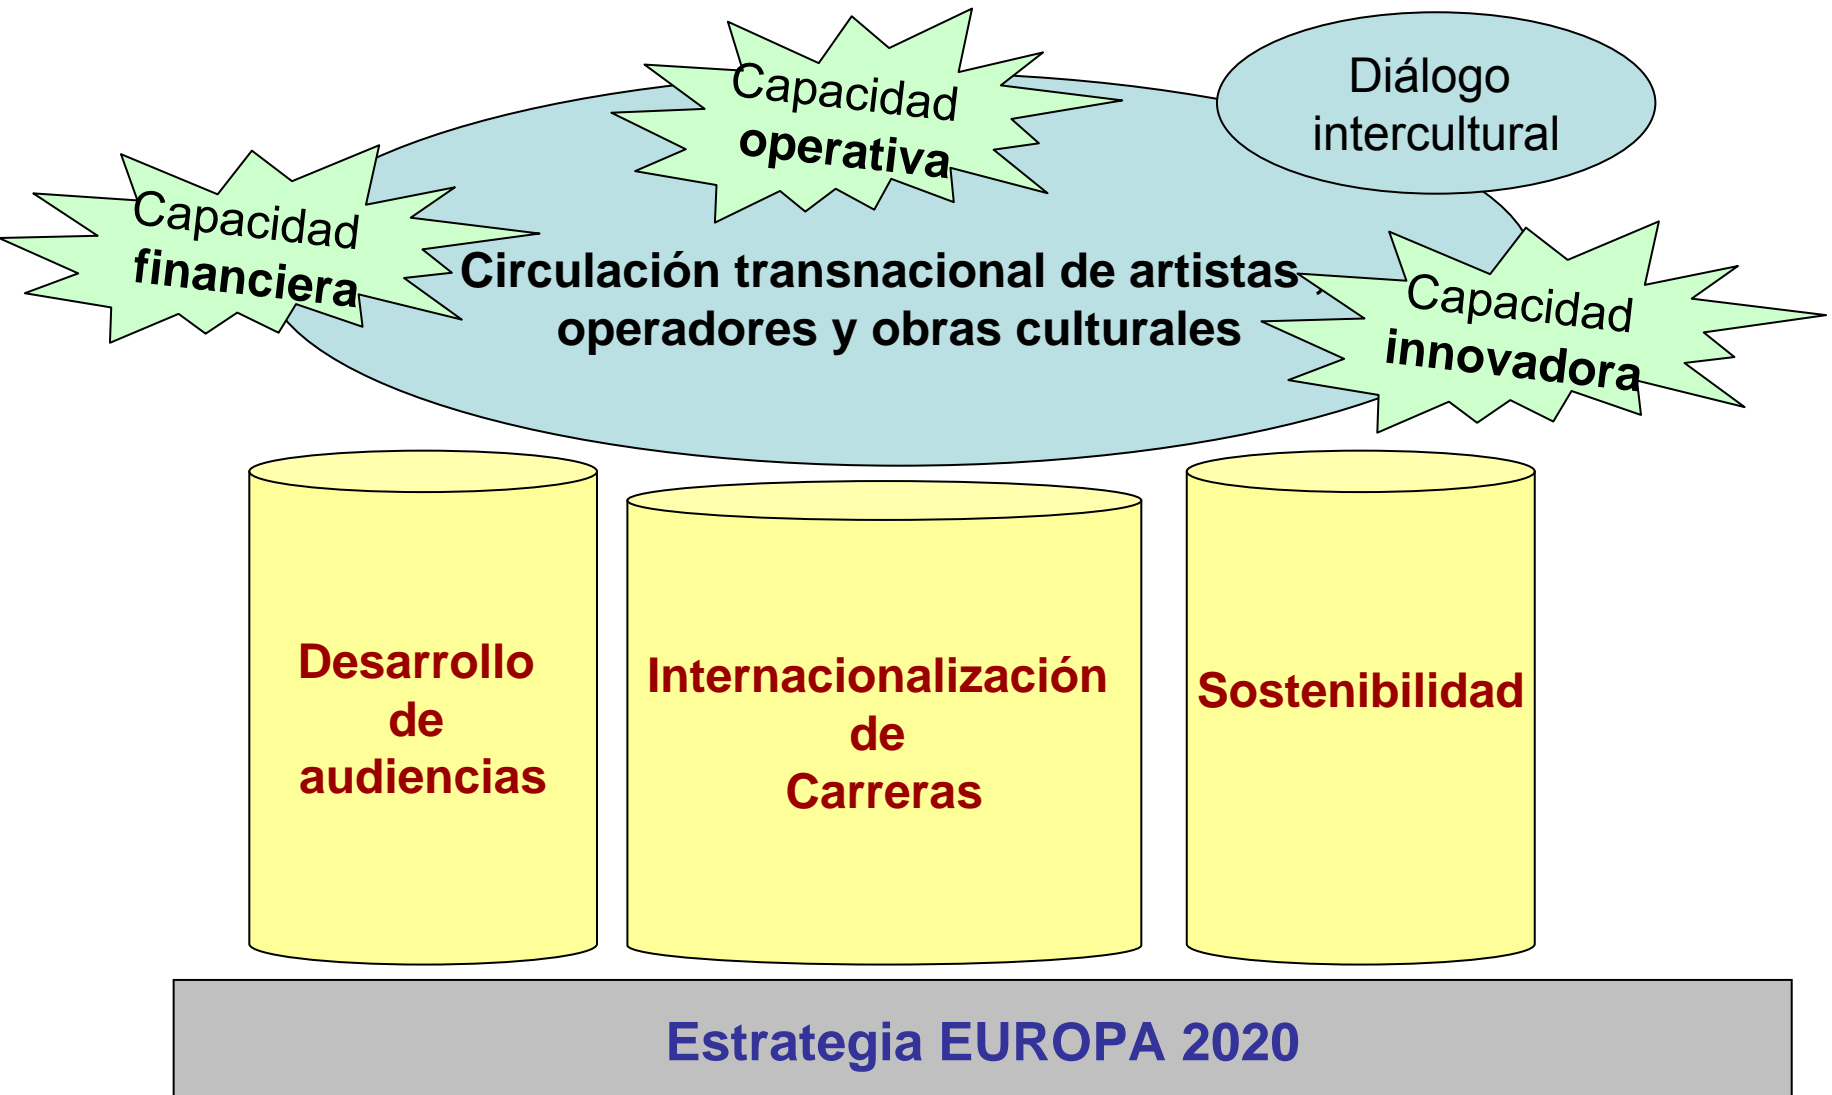 Capacidad
operativa
Diálogo
intercultural
Capacidad
financiera
Circulación transnacional de artistas,
operadores y obras culturales
Capacidad
innovadora
Desarrollo
de
audiencias
Internacionalización
de
Carreras
Sostenibilidad
Estrategia EUROPA 2020